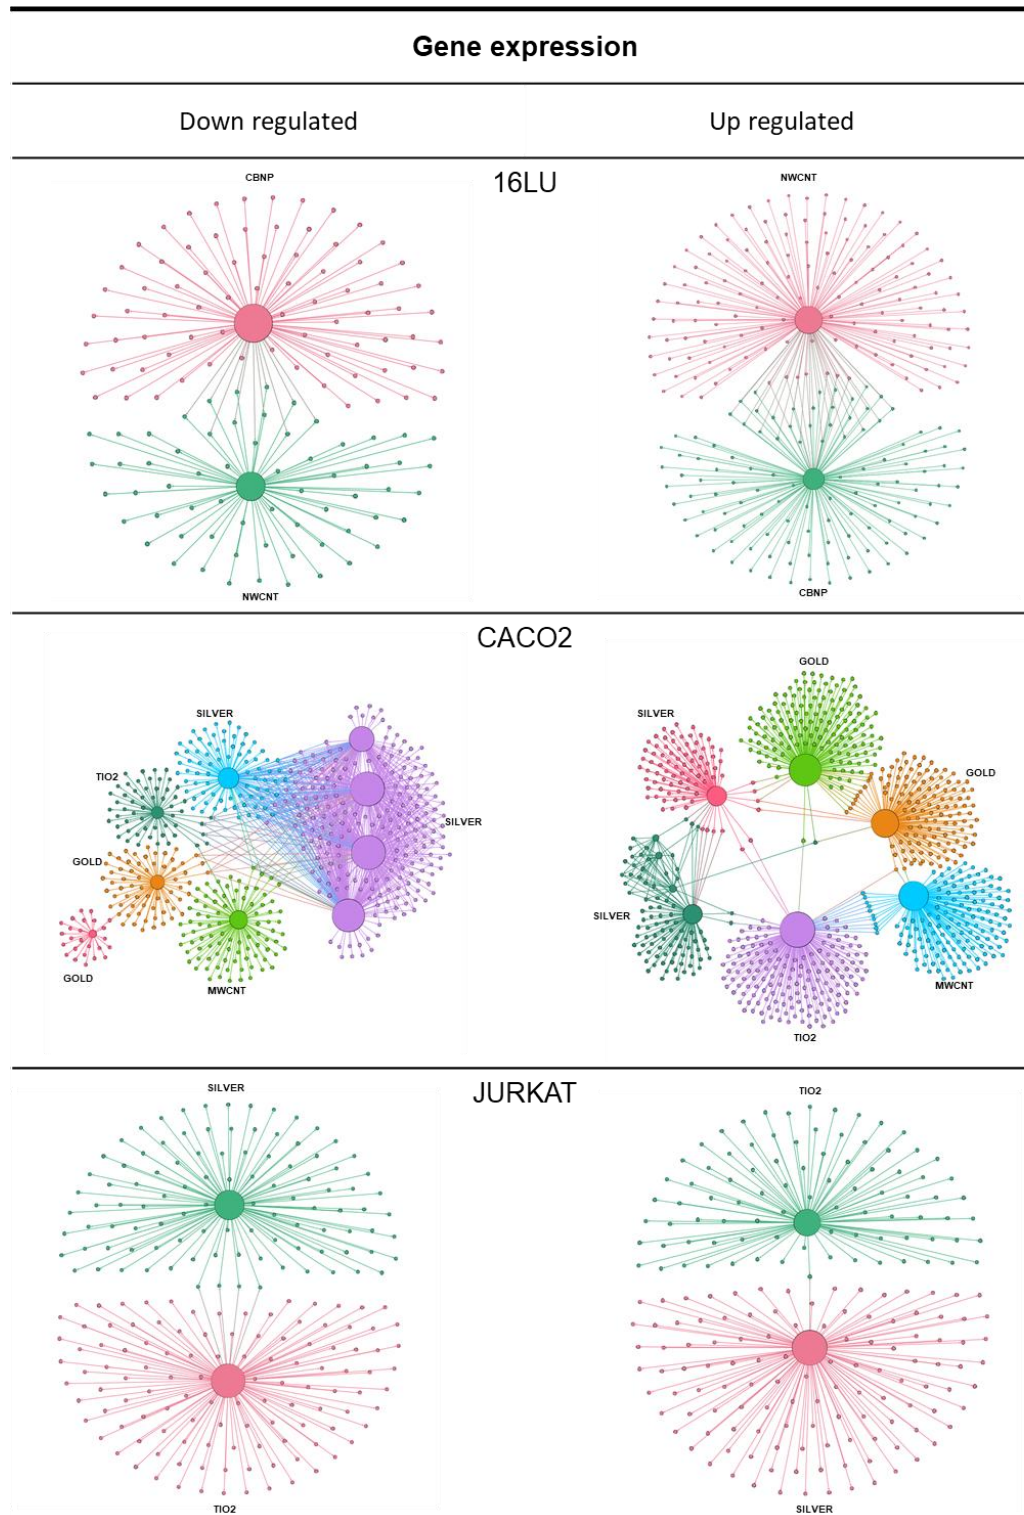 Gene expression
Down regulated
Up regulated
16LU
CBNP
NWCNT
NWCNT
CBNP
CACO2
SILVER
TIO2
SILVER
GOLD
GOLD
MWCNT
GOLD
SILVER
GOLD
SILVER
MWCNT
TIO2
JURKAT
SILVER
TIO2
TIO2
SILVER